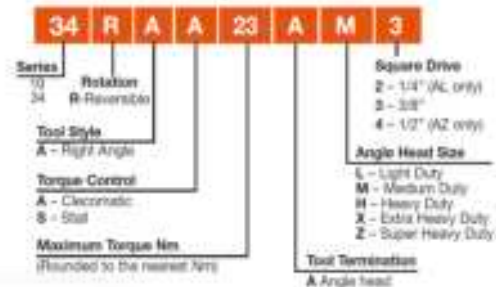 34 R A A 23 A M 3
Series
10
34
Rotation
R-Reversible
Tool Style
A – Right Angle
Torque Control
A – Clecomatic
S – Stall
Maximum Torque Nm
(Rounded to the nearest Nm)
Square Drive
2 – 1/4" (AL only)
3 – 3/8"
4 – 1/2" (AZ only)
Angle Head Size
L – Light Duty
M – Medium Duty
H – Heavy Duty
X – Extra Heavy Duty
Z – Super Heavy Duty
Tool Termination
A Angle head